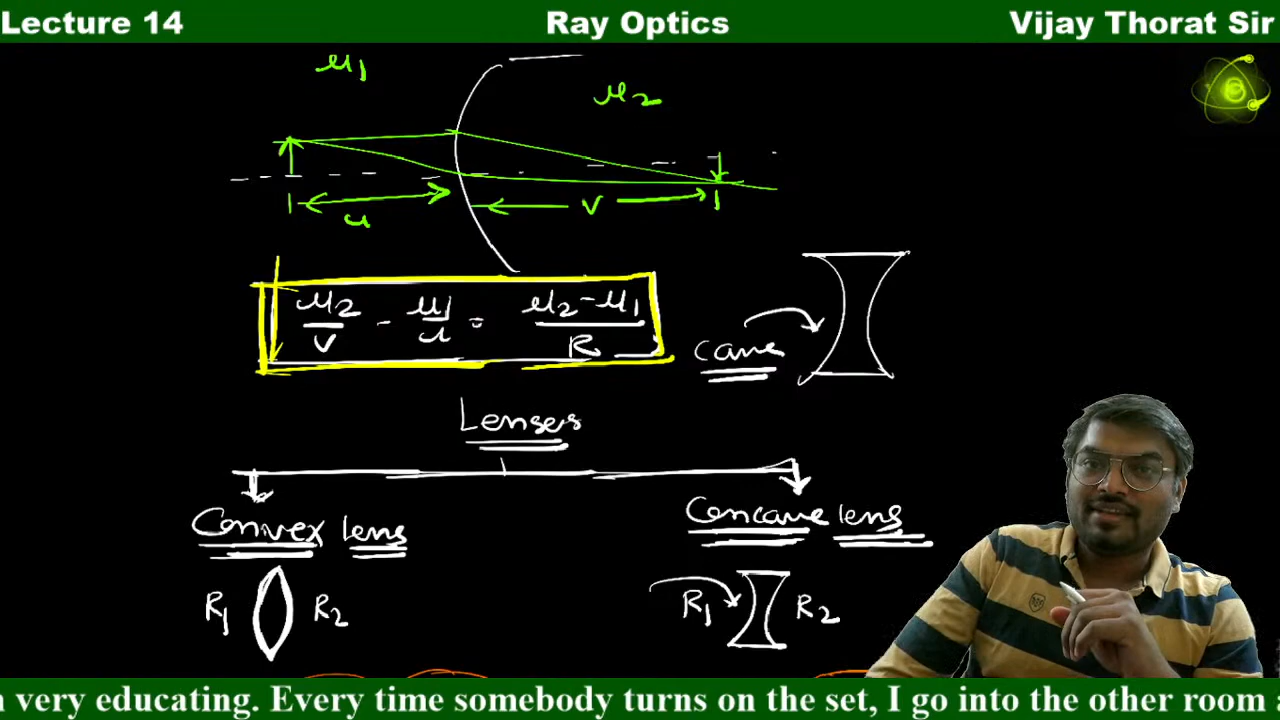 Lecture 14 Ray Optics Vijay Thorat Sir
μ1
μ2
u
v
μ2/v - μ1/u = μ2-μ1/R
cave
Lenses
Convex lens
Concave lens
R1 R2
R1 R2
very educating. Every time somebody turns on the set, I go into the other room